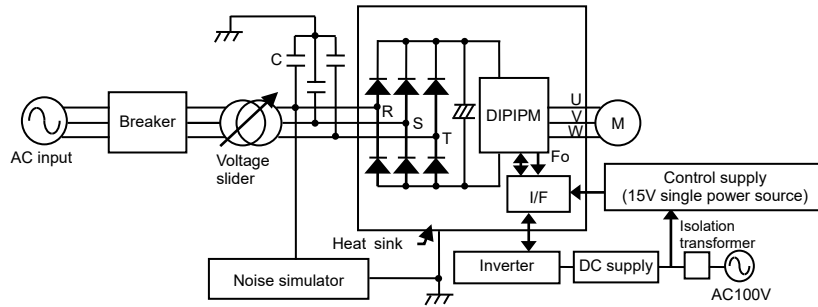 C
R
S
T
AC input
Breaker
Voltage
slider
DIPIPM
U
V
W
M
Fo
I/F
Control supply
(15V single power source)
Heat sink
Isolation
transformer
Noise simulator
Inverter
DC supply
AC100V